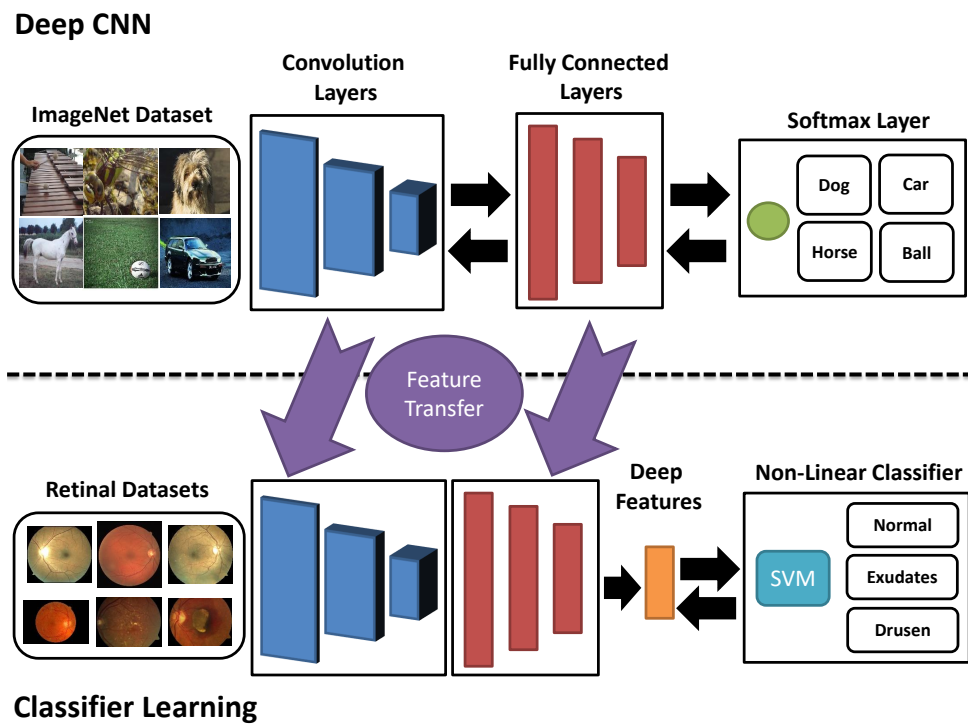 Deep CNN
Convolution
Layers
Fully Connected
Layers
ImageNet Dataset
Softmax Layer
Dog
Car
Horse
Ball
Feature
Transfer
Retinal Datasets
Deep
Features
Non-Linear Classifier
Normal
SVM
Exudates
Drusen
Classifier Learning